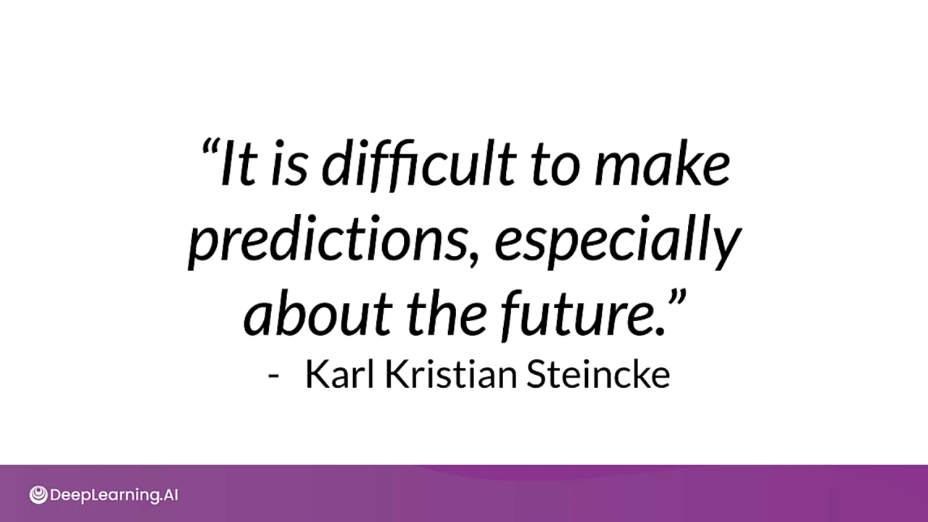 “It is difficult to make
predictions, especially
about the future.”
- Karl Kristian Steincke
DeepLearning.AI